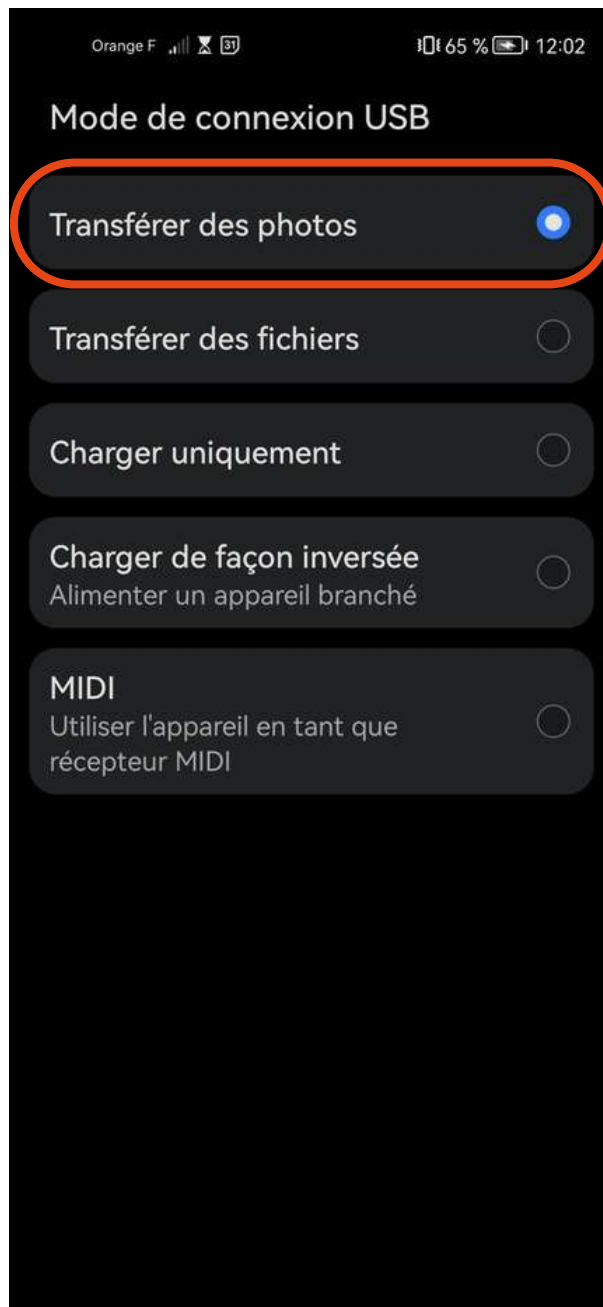 Orange F 31 65 % 12:02
Mode de connexion USB
Transférer des photos
Transférer des fichiers
Charger uniquement
Charger de façon inversée
Alimenter un appareil branché
MIDI
Utiliser l'appareil en tant que
récepteur MIDI